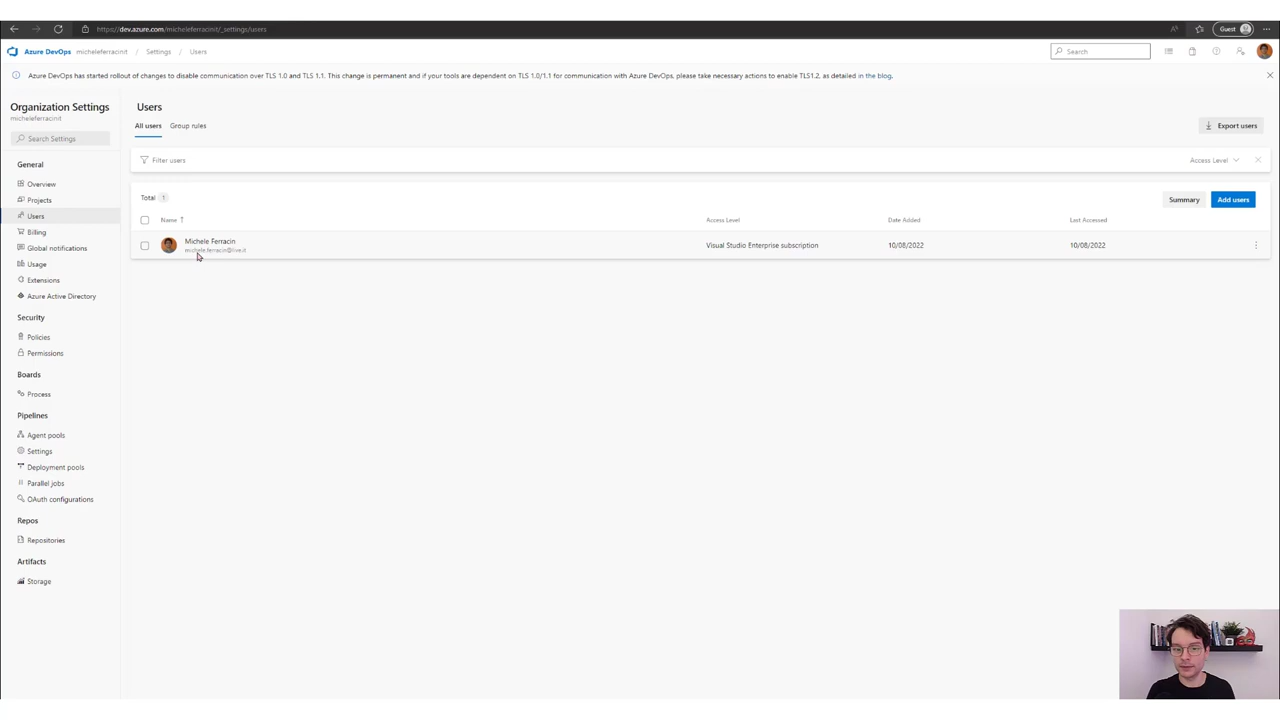 https://dev.azure.com/micheleferracinit/_settings/users
Guest
Azure DevOps micheleferracinit / Settings / Users
Search
Azure DevOps has started rollout of changes to disable communication over TLS 1.0 and TLS 1.1. This change is permanent and if your tools are dependent on TLS 1.0/1.1 for communication with Azure DevOps, please take necessary actions to enable TLS1.2, as detailed in the blog.
Organization Settings
micheleferracinit
Search Settings
General
Overview
Projects
Users
Billing
Global notifications
Usage
Extensions
Azure Active Directory
Security
Policies
Permissions
Boards
Process
Pipelines
Agent pools
Settings
Deployment pools
Parallel jobs
OAuth configurations
Repos
Repositories
Artifacts
Storage
Users
All users Group rules
Export users
Filter users
Access Level
Total 1
Summary
Add users
Name Access Level Date Added Last Accessed
Michele Ferracin Visual Studio Enterprise subscription 10/08/2022 10/08/2022
michele.ferracin@live.it